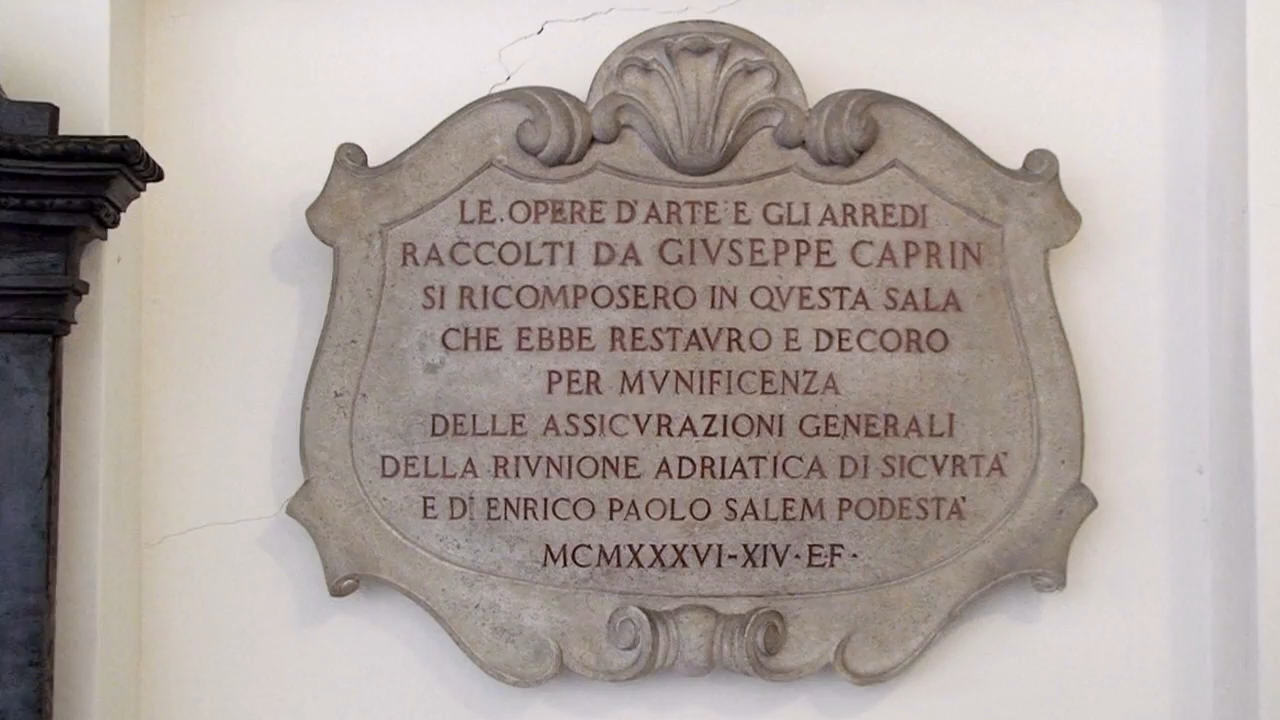 LE OPERE D'ARTE E GLI ARREDI
RACCOLTI DA GIVSEPPE CAPRIN
SI RICOMPOSERO IN QVESTA SALA
CHE EBBE RESTAVRO E DECORO
PER MVNIFICENZA
DELLE ASSICVRAZIONI GENERALI
DELLA RIVNIONE ADRIATICA DI SICVRTA'
E DI ENRICO PAOLO SALEM PODESTA'
MCMXXXVI-XIV·E·F·